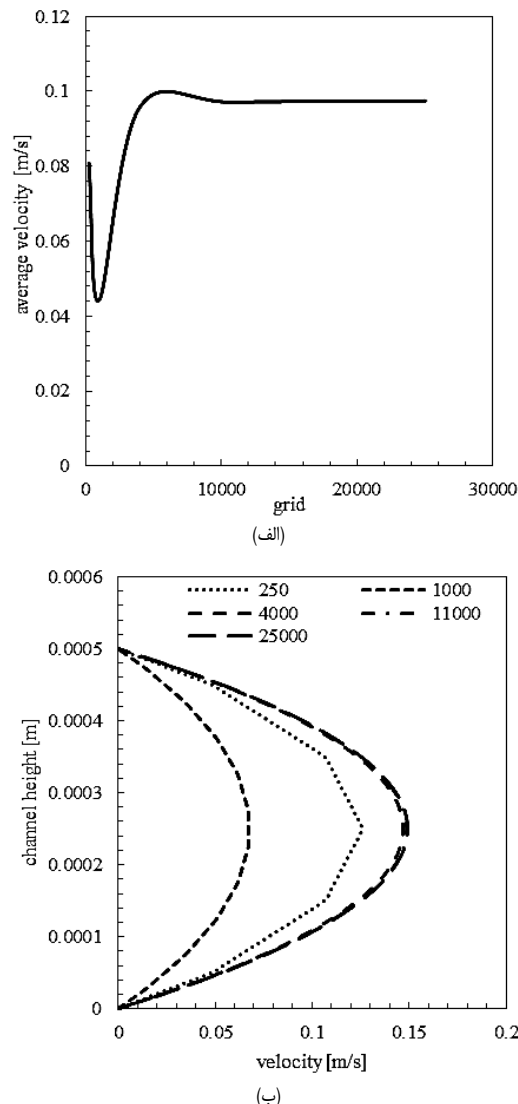 0.12
0.1
0.08
0.06
0.04
0.02
0
average velocity [m/s]
0 10000 20000 30000
grid
(الف)
0.0006
0.0005
0.0004
0.0003
0.0002
0.0001
0
channel height [m]
250 1000
4000 11000
25000
0 0.05 0.1 0.15 0.2
velocity [m/s]
(ب)